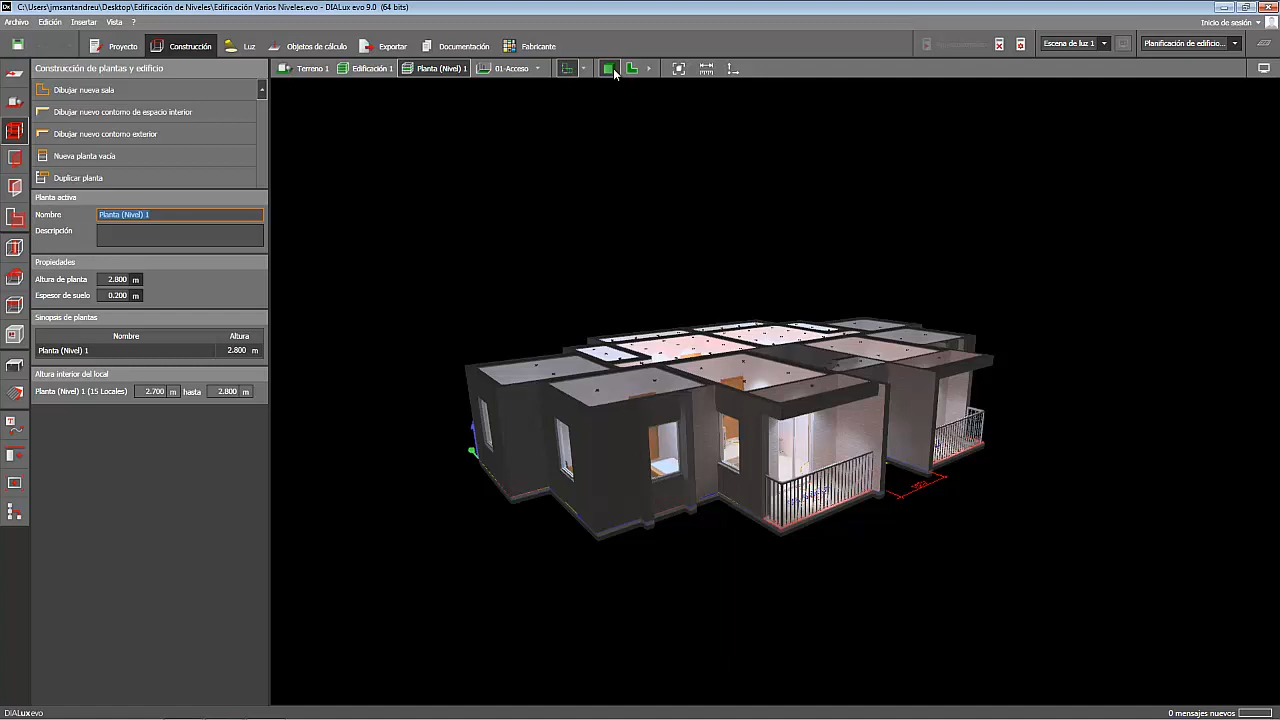 C:\Users\jmsantandreu\Desktop\Edificación de Niveles\Edificación Varios Niveles.evo - DIALux evo 9.0 (64 bits)
Archivo Edición Insertar Vista ?
Inicio de sesión
Proyecto Construcción Luz Objetos de cálculo Exportar Documentación Fabricante
Escena de luz 1 Planificación de edificio...
Construcción de plantas y edificio
Terreno 1 Edificación 1 Planta (Nivel) 1 01-Acceso
Dibujar nueva sala
Dibujar nuevo contorno de espacio interior
Dibujar nuevo contorno exterior
Nueva planta vacía
Duplicar planta
Planta activa
Nombre Planta (Nivel) 1
Descripción
Propiedades
Altura de planta 2.800 m
Espesor de suelo 0.200 m
Sinopsis de plantas
Nombre Altura
Planta (Nivel) 1 2.800 m
Altura interior del local
Planta (Nivel) 1 (15 Locales) 2.700 m hasta 2.800 m
DIALux evo
0 mensajes nuevos